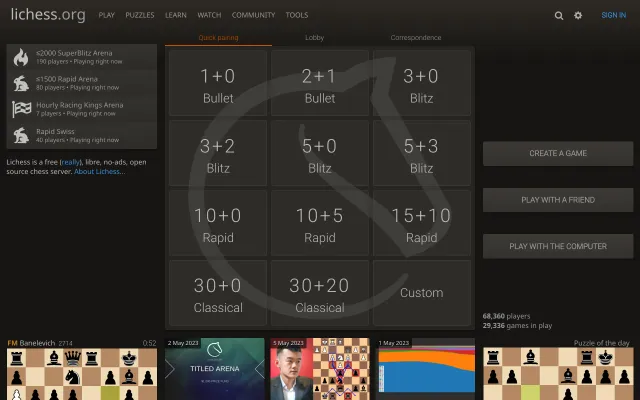 lichess.org PLAY PUZZLES LEARN WATCH COMMUNITY TOOLS SIGN IN
≤2000 SuperBlitz Arena
190 players • Playing right now
≤1500 Rapid Arena
80 players • Playing right now
Hourly Racing Kings Arena
7 players • Playing right now
Rapid Swiss
40 players • Playing right now
Lichess is a free (really), libre, no-ads, open
source chess server. About Lichess...
Quick pairing Lobby Correspondence
1+0 2+1 3+0
Bullet Bullet Blitz
3+2 5+0 5+3
Blitz Blitz Blitz
10+0 10+5 15+10
Rapid Rapid Rapid
30+0 30+20 Custom
Classical Classical
CREATE A GAME
PLAY WITH A FRIEND
PLAY WITH THE COMPUTER
68,360 players
29,336 games in play
FM Banelevich 2714 0:52
2 May 2023
TITLED ARENA
5 May 2023
1 May 2023
Puzzle of the day